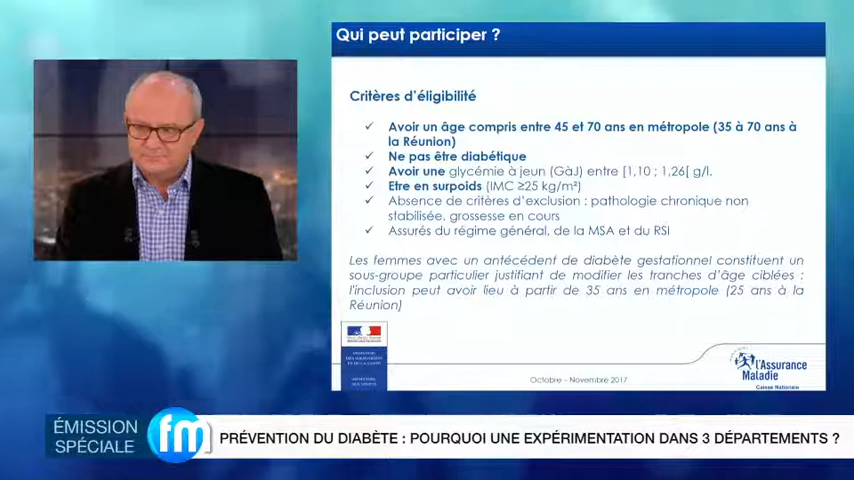 Qui peut participer ?
Critères d'éligibilité
✓ Avoir un âge compris entre 45 et 70 ans en métropole (35 à 70 ans à
la Réunion)
✓ Ne pas être diabétique
✓ Avoir une glycémie à jeun (GàJ) entre [1,10 ; 1,26[ g/l.
✓ Etre en surpoids (IMC ≥25 kg/m²)
✓ Absence de critères d'exclusion : pathologie chronique non
stabilisée, grossesse en cours
✓ Assurés du régime général, de la MSA et du RSI
Les femmes avec un antécédent de diabète gestationnel constituent un
sous-groupe particulier justifiant de modifier les tranches d'âge ciblées :
l'inclusion peut avoir lieu à partir de 35 ans en métropole (25 ans à la
Réunion)
Octobre - Novembre 2017
l'Assurance
Maladie
Caisse Nationale
ÉMISSION
SPÉCIALE
fm
PRÉVENTION DU DIABÈTE : POURQUOI UNE EXPÉRIMENTATION DANS 3 DÉPARTEMENTS ?